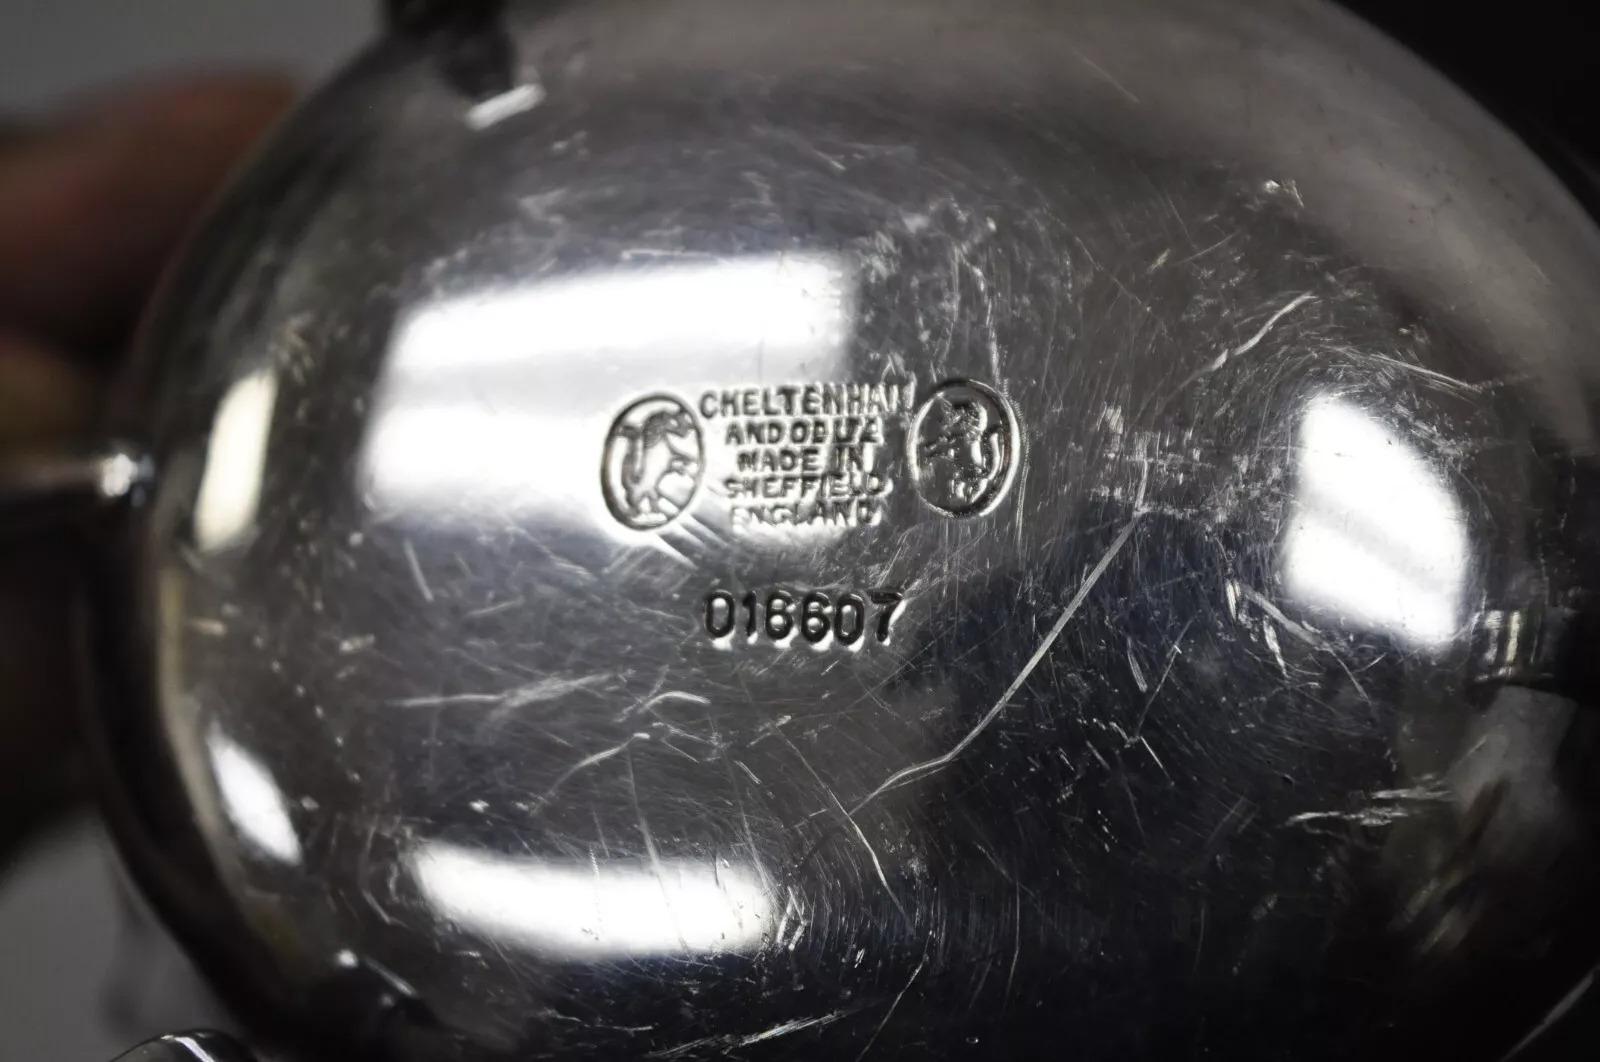 CHELTENHAM
AND CO LTD
MADE IN
SHEFFIELD
ENGLAND
016607